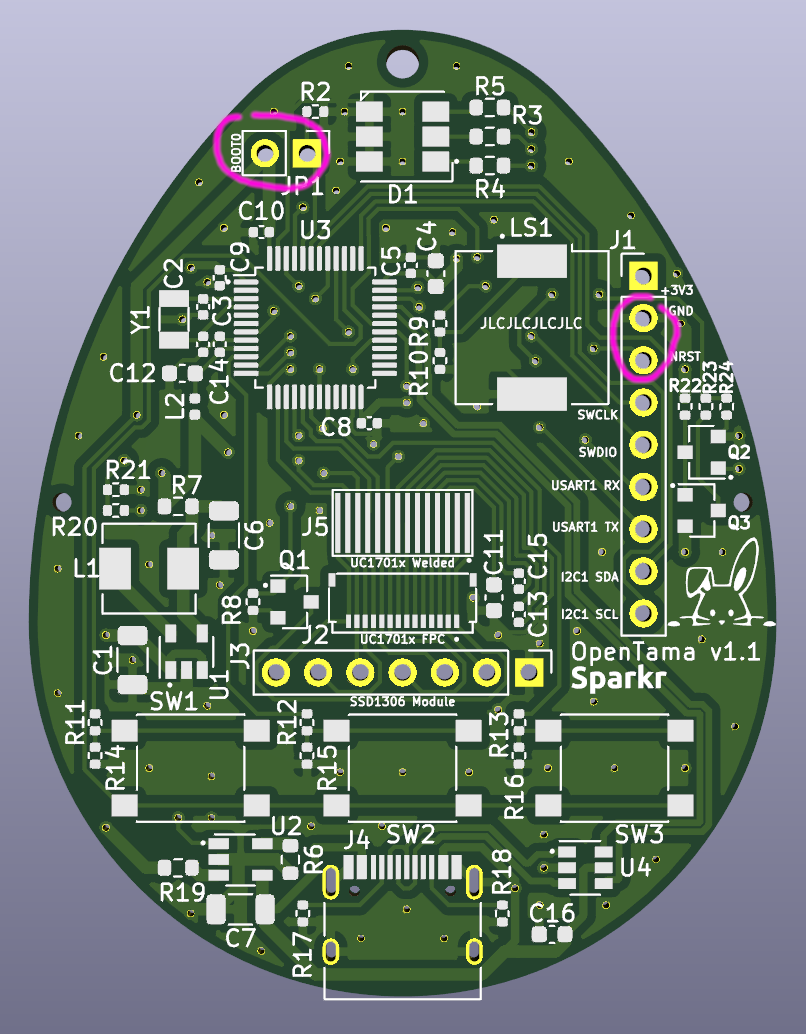 R2
R5
R3
BOOT0
JP1
D1
R4
C10
U3
C4
LS1
J1
C9
C5
+3V3
C2
GND
Y1
C3
R9
JLCJLCJLCJLC
NRST
C12
C14
R10
R22
R23
R24
L2
SWCLK
C8
SWDIO
Q2
R21
R7
USART1 RX
R20
C6
J5
USART1 TX
Q3
L1
Q1
UC1701x Welded
C11
C15
I2C1 SDA
R8
J2
C13
I2C1 SCL
UC1701x FPC
C1
U1
J3
OpenTama v1.1
Sparkr
SW1
SSD1306 Module
R11
R12
R13
R14
R15
R16
U2
J4
SW2
SW3
R6
R18
U4
R19
C7
R17
C16